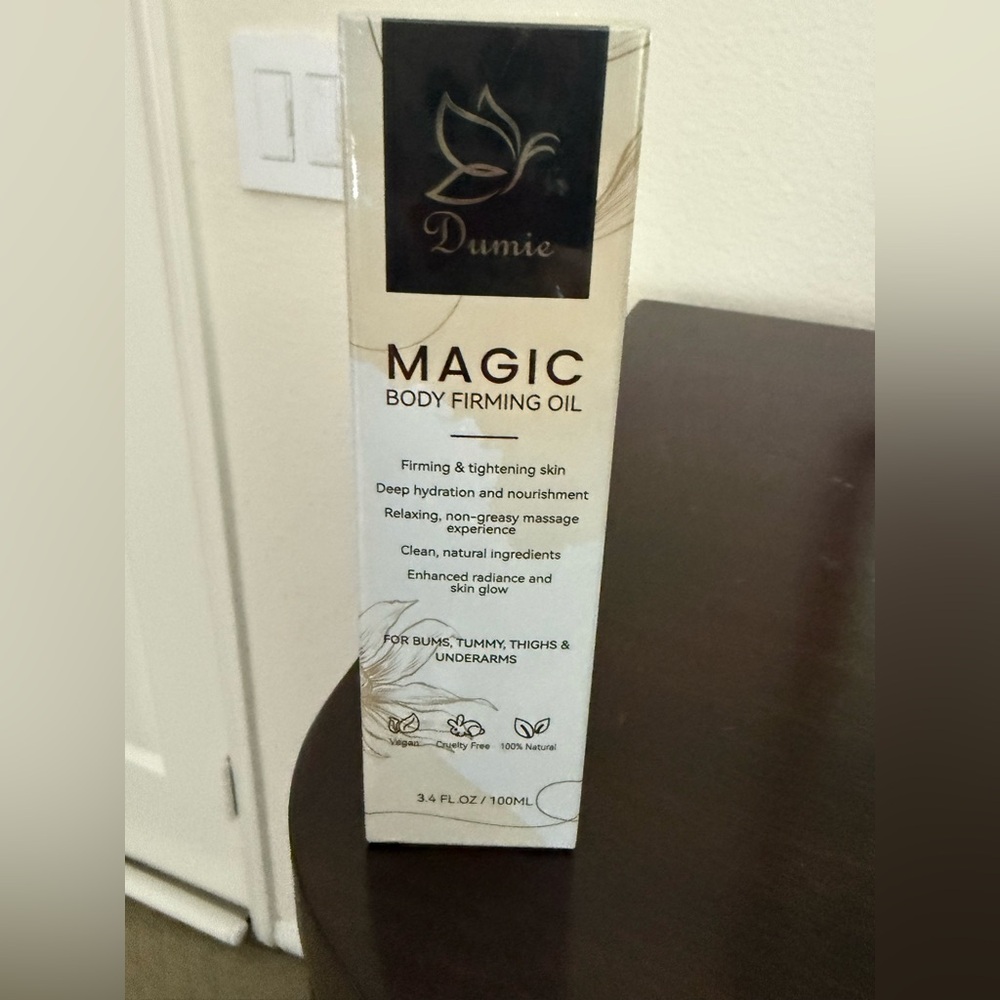 Dumie
MAGIC
BODY FIRMING OIL
Firming & tightening skin
Deep hydration and nourishment
Relaxing, non-greasy massage
experience
Clean, natural ingredients
Enhanced radiance and
skin glow
FOR BUMS, TUMMY, THIGHS &
UNDERARMS
Vegan Cruelty Free 100% Natural
3.4 FL.OZ / 100ML